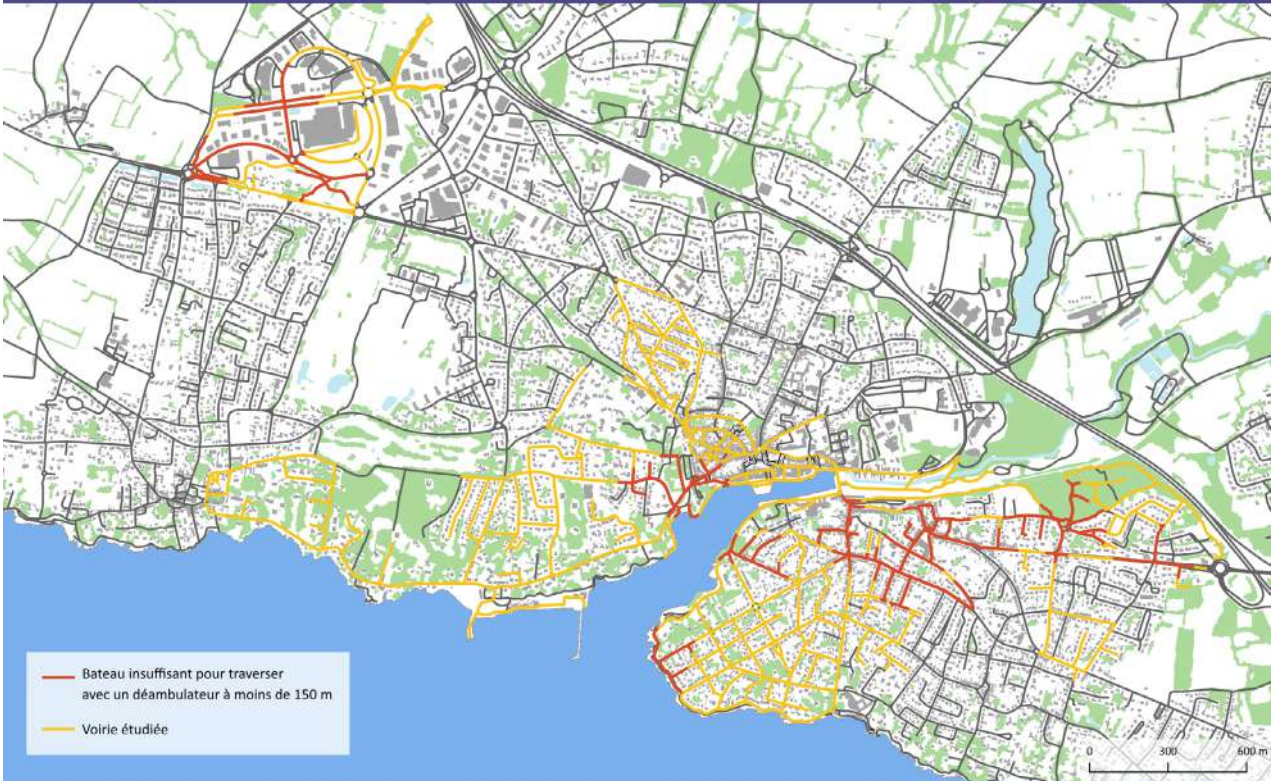 Bateau insuffisant pour traverser
avec un déambulateur à moins de 150 m
Voirie étudiée
0 300 600 m